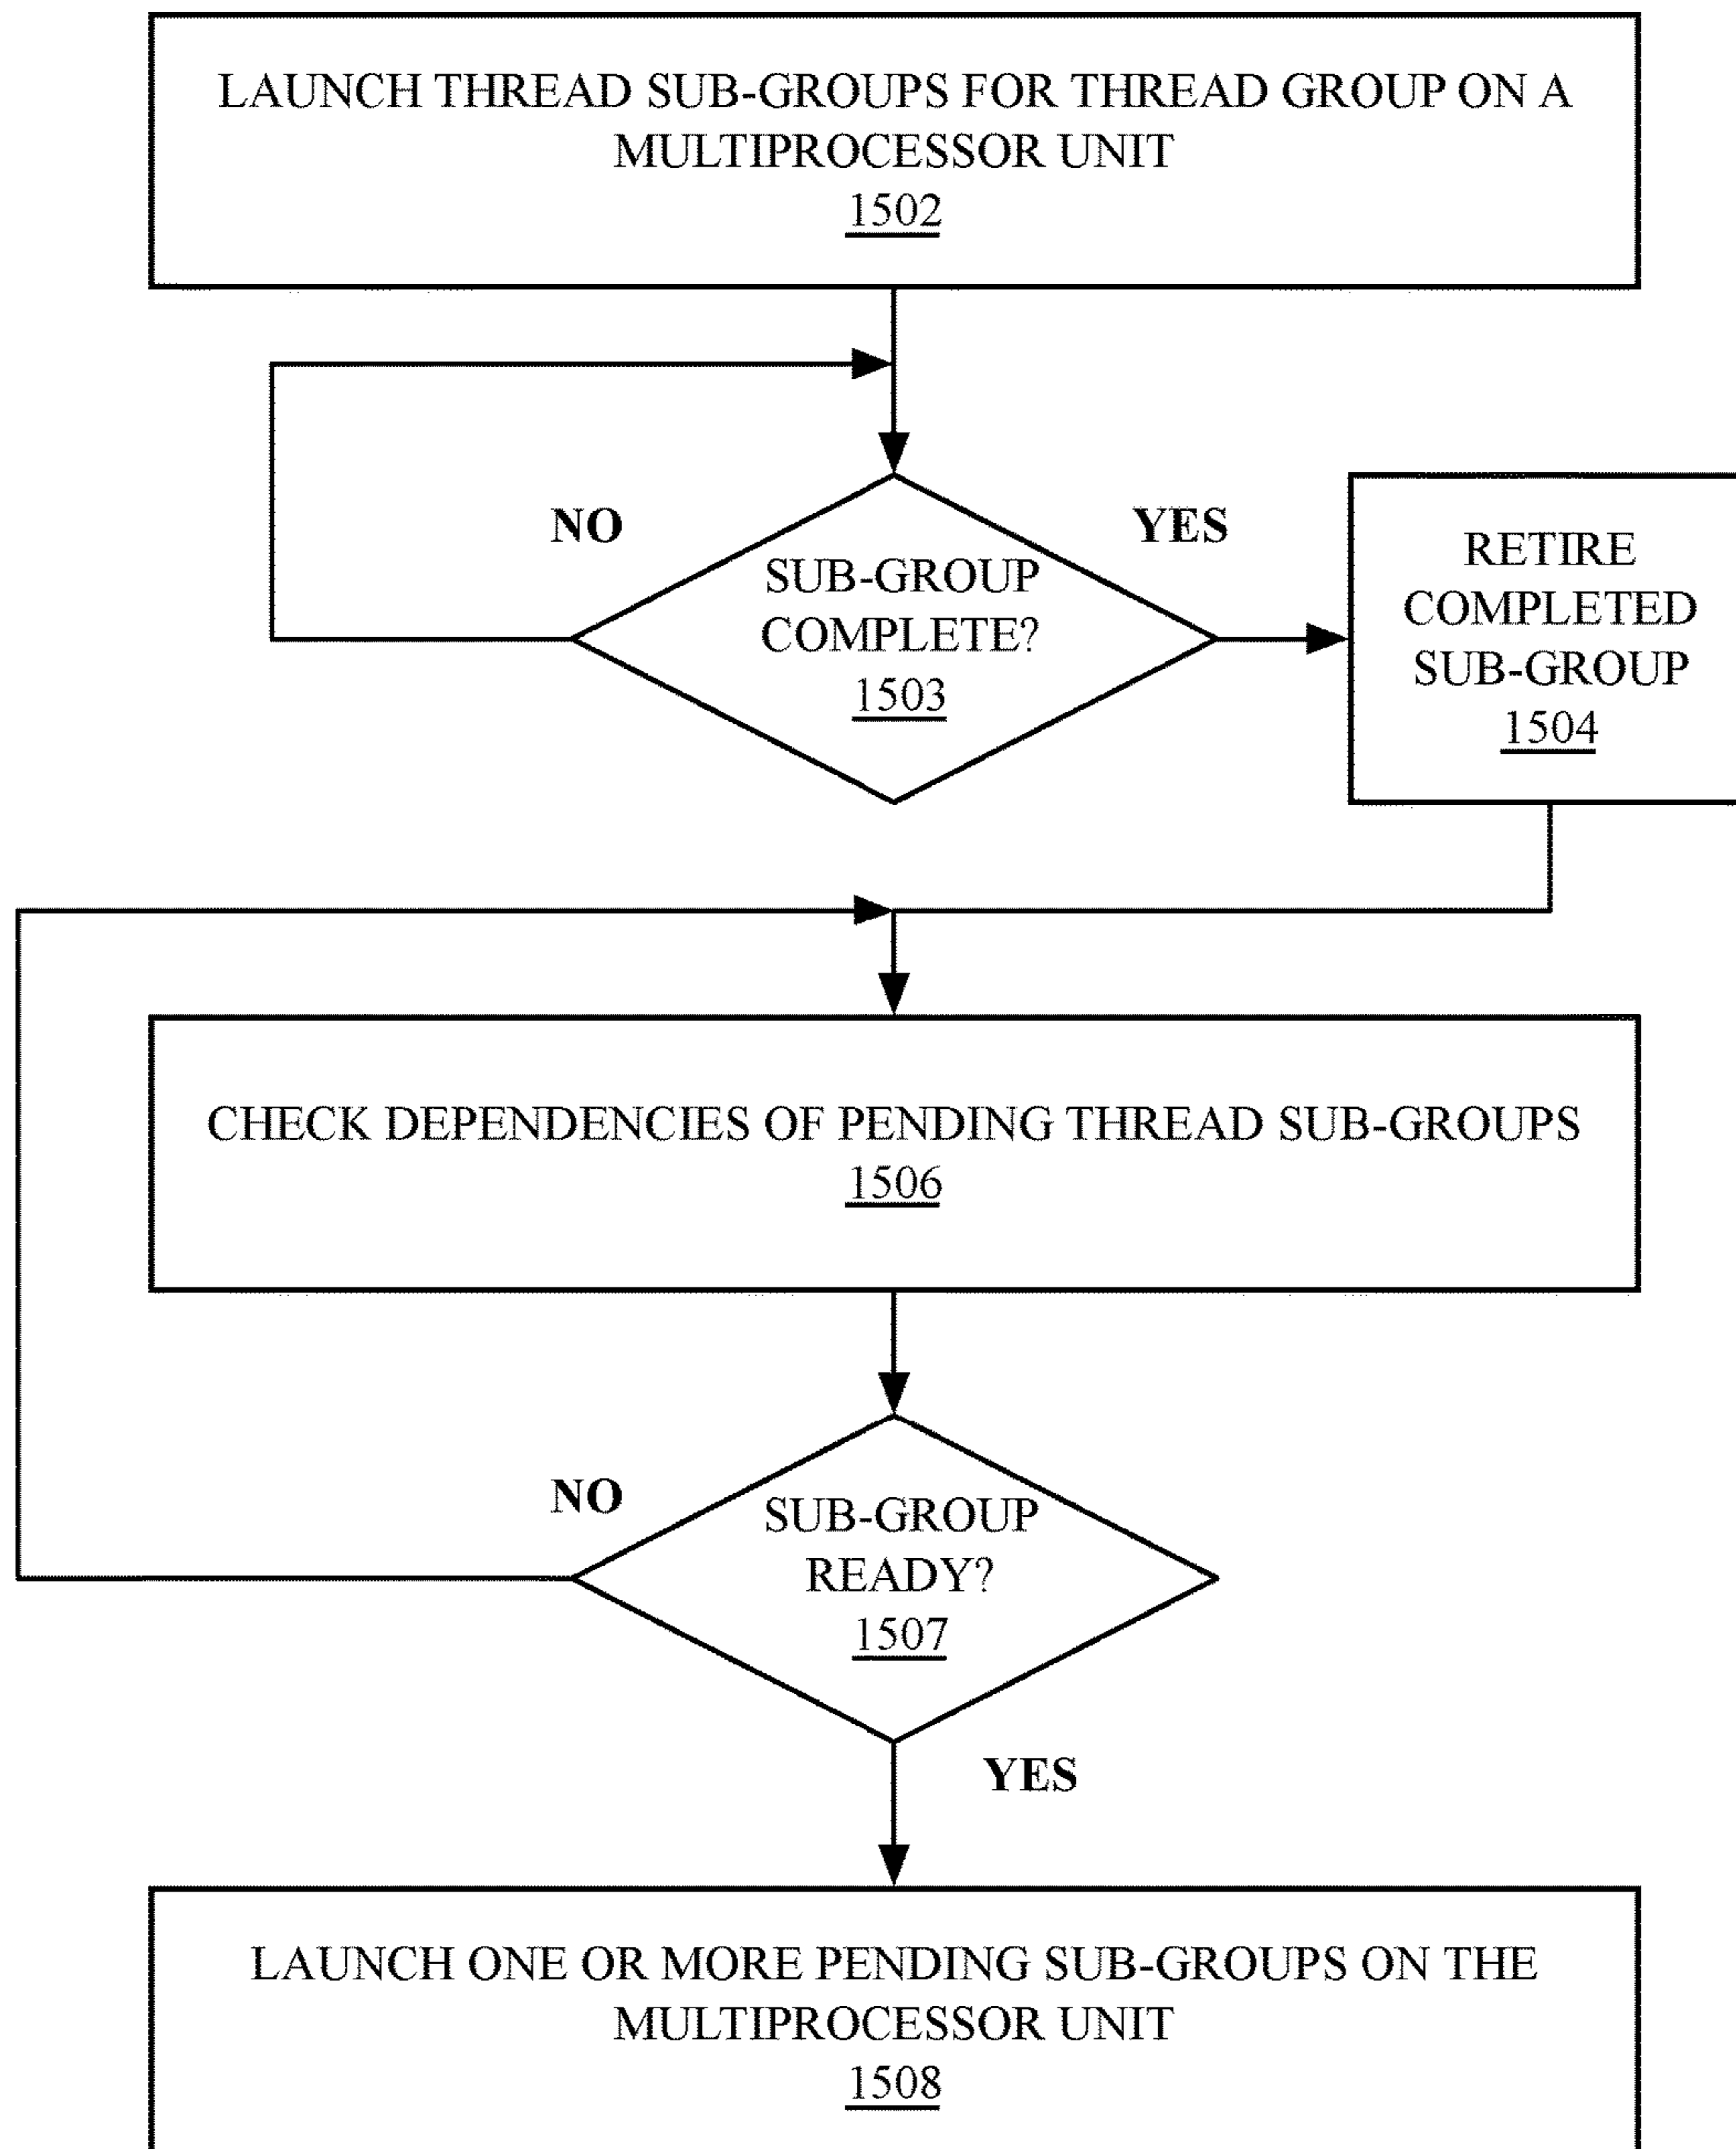 LAUNCH THREAD SUB-GROUPS FOR THREAD GROUP ON A
MULTIPROCESSOR UNIT
1502
NO
YES
SUB-GROUP
COMPLETE?
1503
RETIRE
COMPLETED
SUB-GROUP
1504
CHECK DEPENDENCIES OF PENDING THREAD SUB-GROUPS
1506
NO
SUB-GROUP
READY?
1507
YES
LAUNCH ONE OR MORE PENDING SUB-GROUPS ON THE
MULTIPROCESSOR UNIT
1508